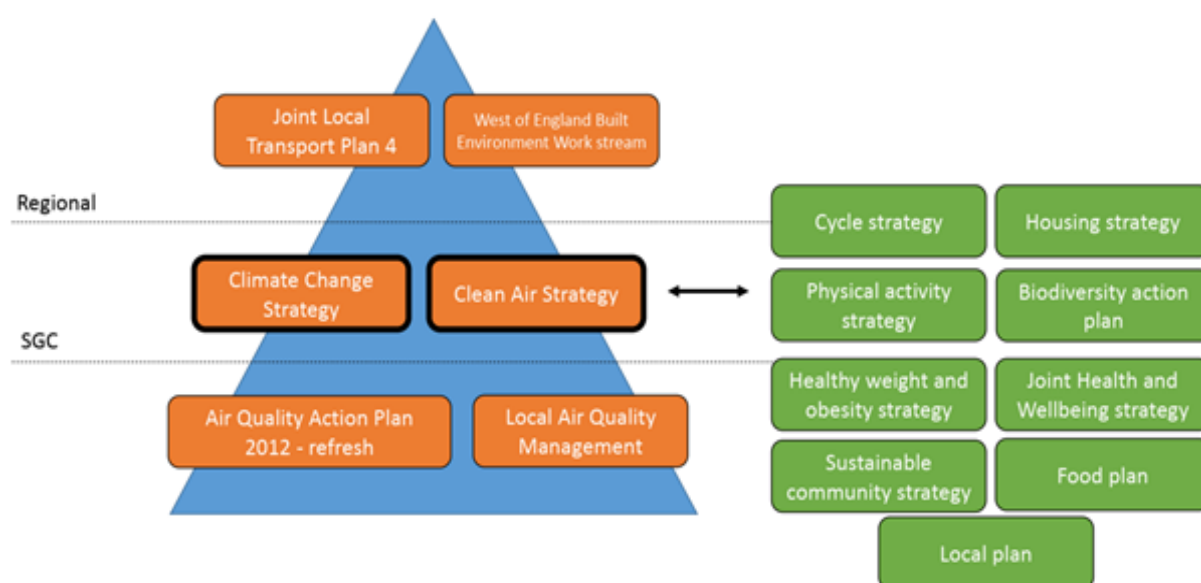 Joint Local
Transport Plan 4
West of England Built
Environment Work stream
Regional
Cycle strategy
Housing strategy
Climate Change
Strategy
Clean Air Strategy
Physical activity
strategy
Biodiversity action
plan
SGC
Healthy weight and
obesity strategy
Joint Health and
Wellbeing strategy
Air Quality Action Plan
2012 - refresh
Local Air Quality
Management
Sustainable
community strategy
Food plan
Local plan